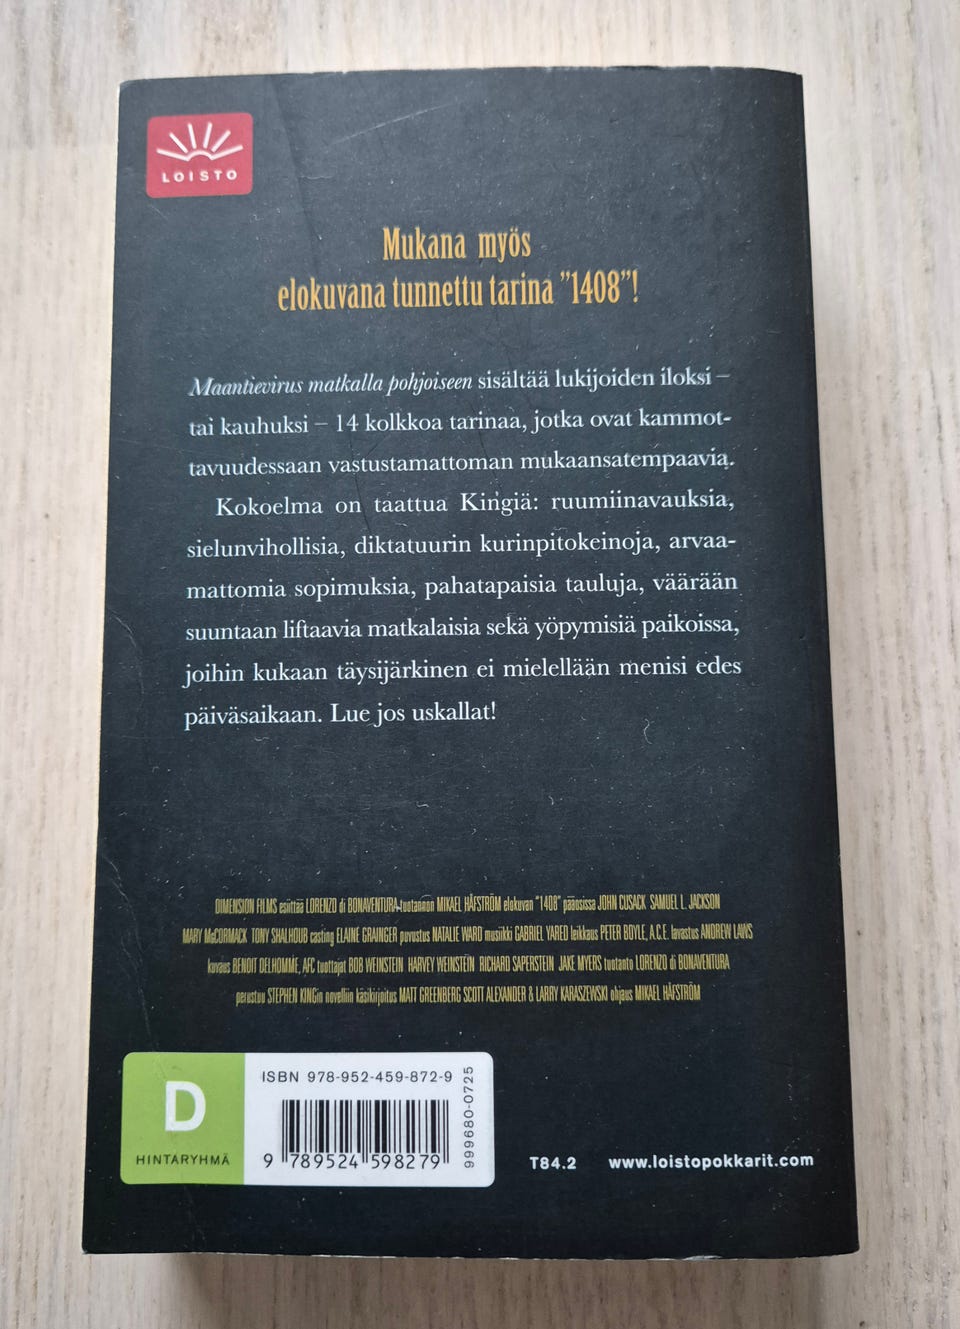 LOISTO
Mukana myös
elokuvana tunnettu tarina ”1408”!
Maantievirus matkalla pohjoiseen sisältää lukijoiden iloksi –
tai kauhuksi – 14 kolkkoa tarinaa, jotka ovat kammot-
tavuudessaan vastustamattoman mukaansatempaavia.
Kokoelma on taattua Kingiä: ruumiinavauksia,
sielunvihollisia, diktatuurin kurinpitokeinoja, arvaa-
mattomia sopimuksia, pahatapaisia tauluja, väärään
suuntaan liftaavia matkalaisia sekä yöpymisiä paikoissa,
joihin kukaan täysijärkinen ei mielellään menisi edes
päiväsaikaan. Lue jos uskallat!
DIMENSION FILMS esittää LORENZO di BONAVENTURA-tuotannon MIKAEL HÅFSTRÖM elokuvan "1408" pääosissa JOHN CUSACK SAMUEL L. JACKSON
MARY McCORMACK TONY SHALHOUB casting ELAINE GRAINGER puvustus NATALIE WARD musiikki GABRIEL YARED leikkaus PETER BOYLE, A.C.E. lavastus ANDREW LAWS
kuvaus BENOIT DELHOMME, AFC tuottajat BOB WEINSTEIN HARVEY WEINSTEIN RICHARD SAPERSTEIN JAKE MYERS tuotanto LORENZO di BONAVENTURA
perustuu STEPHEN KINGin novelliin käsikirjoitus MATT GREENBERG SCOTT ALEXANDER & LARRY KARASZEWSKI ohjaus MIKAEL HÅFSTRÖM
D
HINTARYHMÄ
ISBN 978-952-459-872-9
9 789524 598279
999680-0725
T84.2 www.loistopokkarit.com